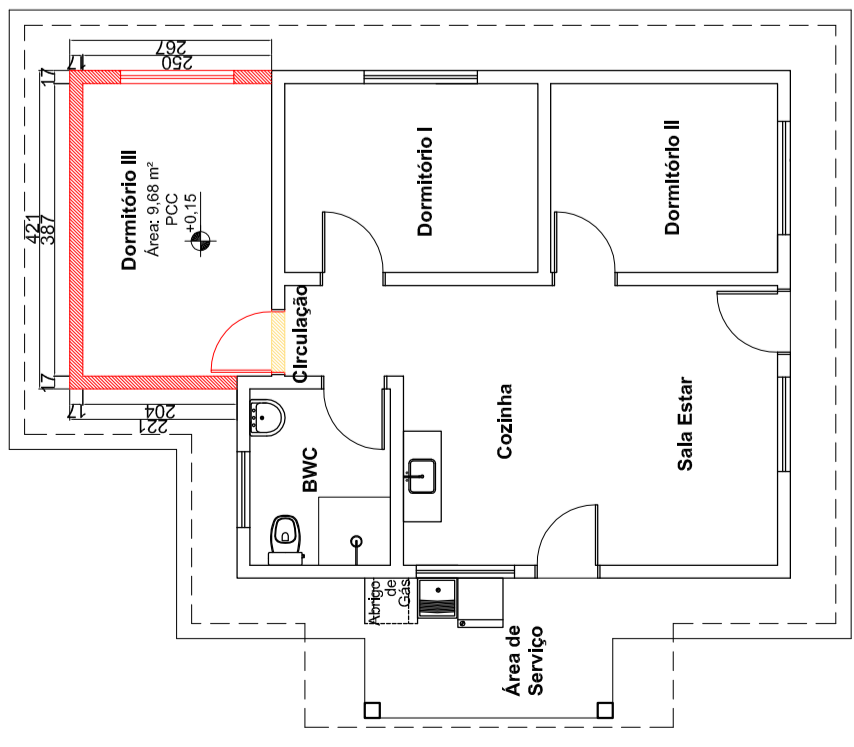 267
17
250
17
421
387
17
Dormitório III
Área: 9,68 m²
PCC
+0,15
Dormitório I
Dormitório II
CIrculação
17
204
221
BWC
Cozinha
Sala Estar
Abrigo
de
Gás
Área de
Serviço